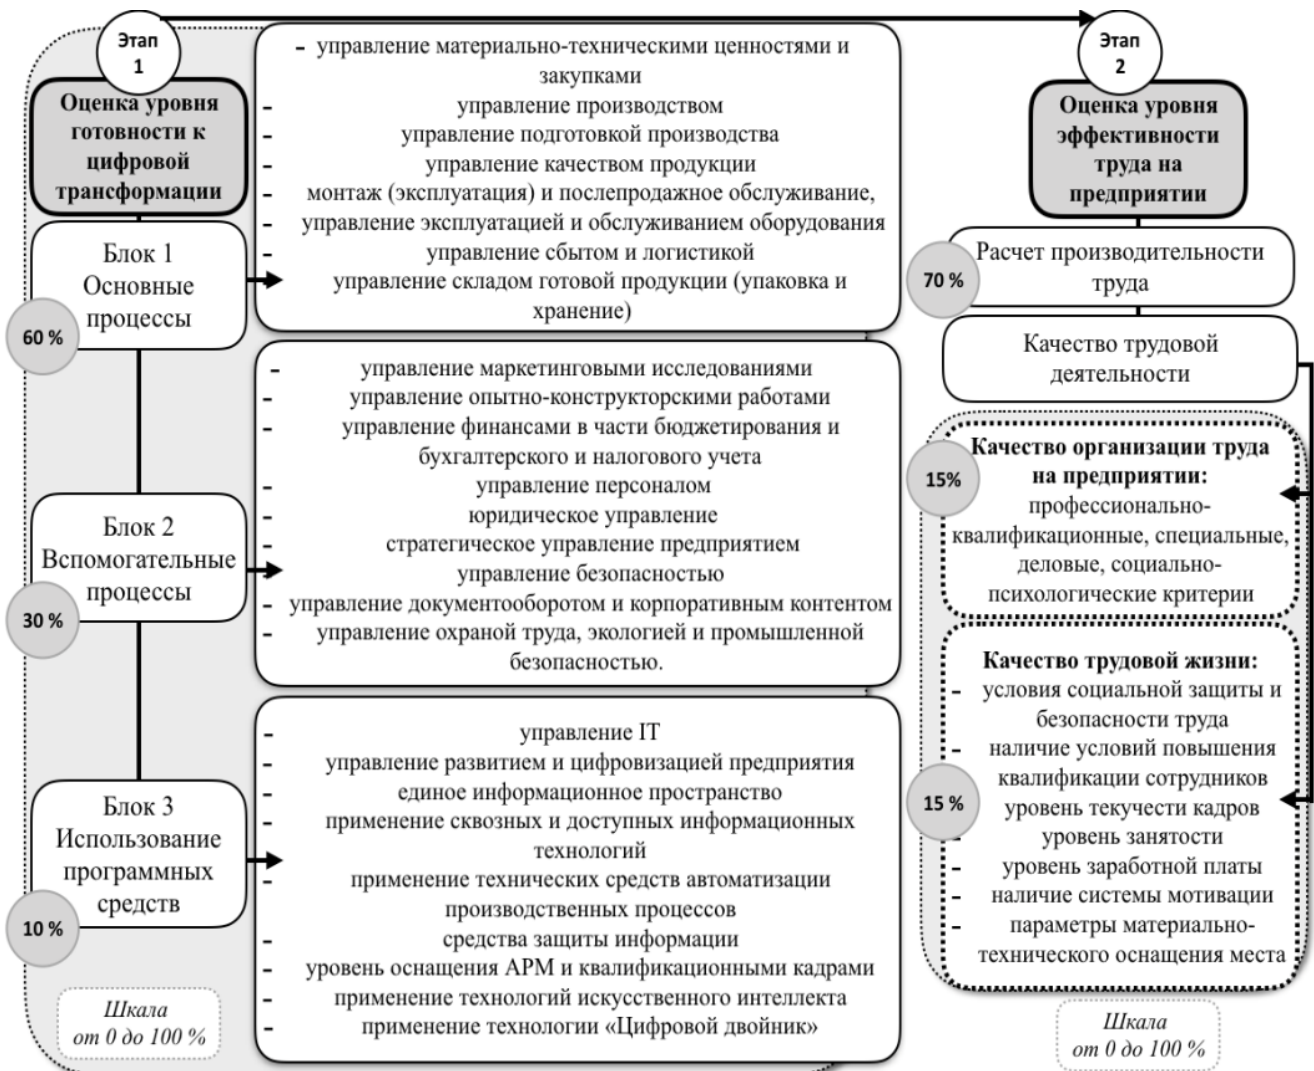 Этап
1
Оценка уровня
готовности к
цифровой
трансформации
Блок 1
Основные
процессы
60 %
- управление материально-техническими ценностями и
закупками
- управление производством
- управление подготовкой производства
- управление качеством продукции
- монтаж (эксплуатация) и послепродажное обслуживание,
- управление эксплуатацией и обслуживанием оборудования
- управление сбытом и логистикой
- управление складом готовой продукции (упаковка и
хранение)
Блок 2
Вспомогательные
процессы
30 %
- управление маркетинговыми исследованиями
- управление опытно-конструкторскими работами
- управление финансами в части бюджетирования и
бухгалтерского и налогового учета
- управление персоналом
- юридическое управление
- стратегическое управление предприятием
- управление безопасностью
- управление документооборотом и корпоративным контентом
- управление охраной труда, экологией и промышленной
безопасностью.
Блок 3
Использование
программных
средств
10 %
- управление IT
- управление развитием и цифровизацией предприятия
- единое информационное пространство
- применение сквозных и доступных информационных
технологий
- применение технических средств автоматизации
производственных процессов
- средства защиты информации
- уровень оснащения АРМ и квалификационными кадрами
- применение технологий искусственного интеллекта
- применение технологии «Цифровой двойник»
Шкала
от 0 до 100 %
Этап
2
Оценка уровня
эффективности
труда на
предприятии
Расчет производительности
труда
70 %
Качество трудовой
деятельности
Качество организации труда
на предприятии:
профессионально-
квалификационные, специальные,
деловые, социально-
психологические критерии
15%
Качество трудовой жизни:
- условия социальной защиты и
безопасности труда
- наличие условий повышения
квалификации сотрудников
- уровень текучести кадров
- уровень занятости
- уровень заработной платы
- наличие системы мотивации
- параметры материально-
технического оснащения места
15 %
Шкала
от 0 до 100 %